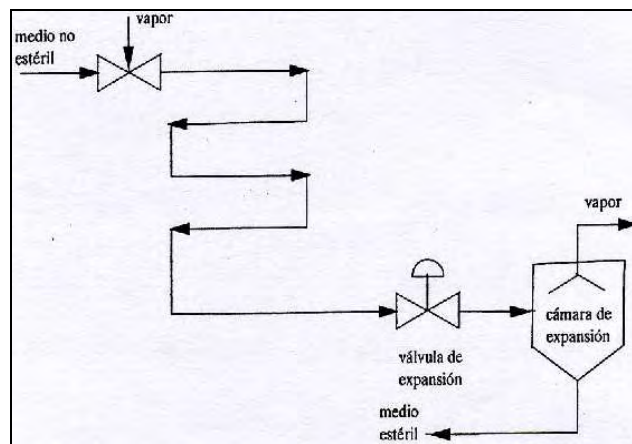 vapor
medio no
estéril
vapor
cámara de
expansión
válvula de
expansión
medio
estéril